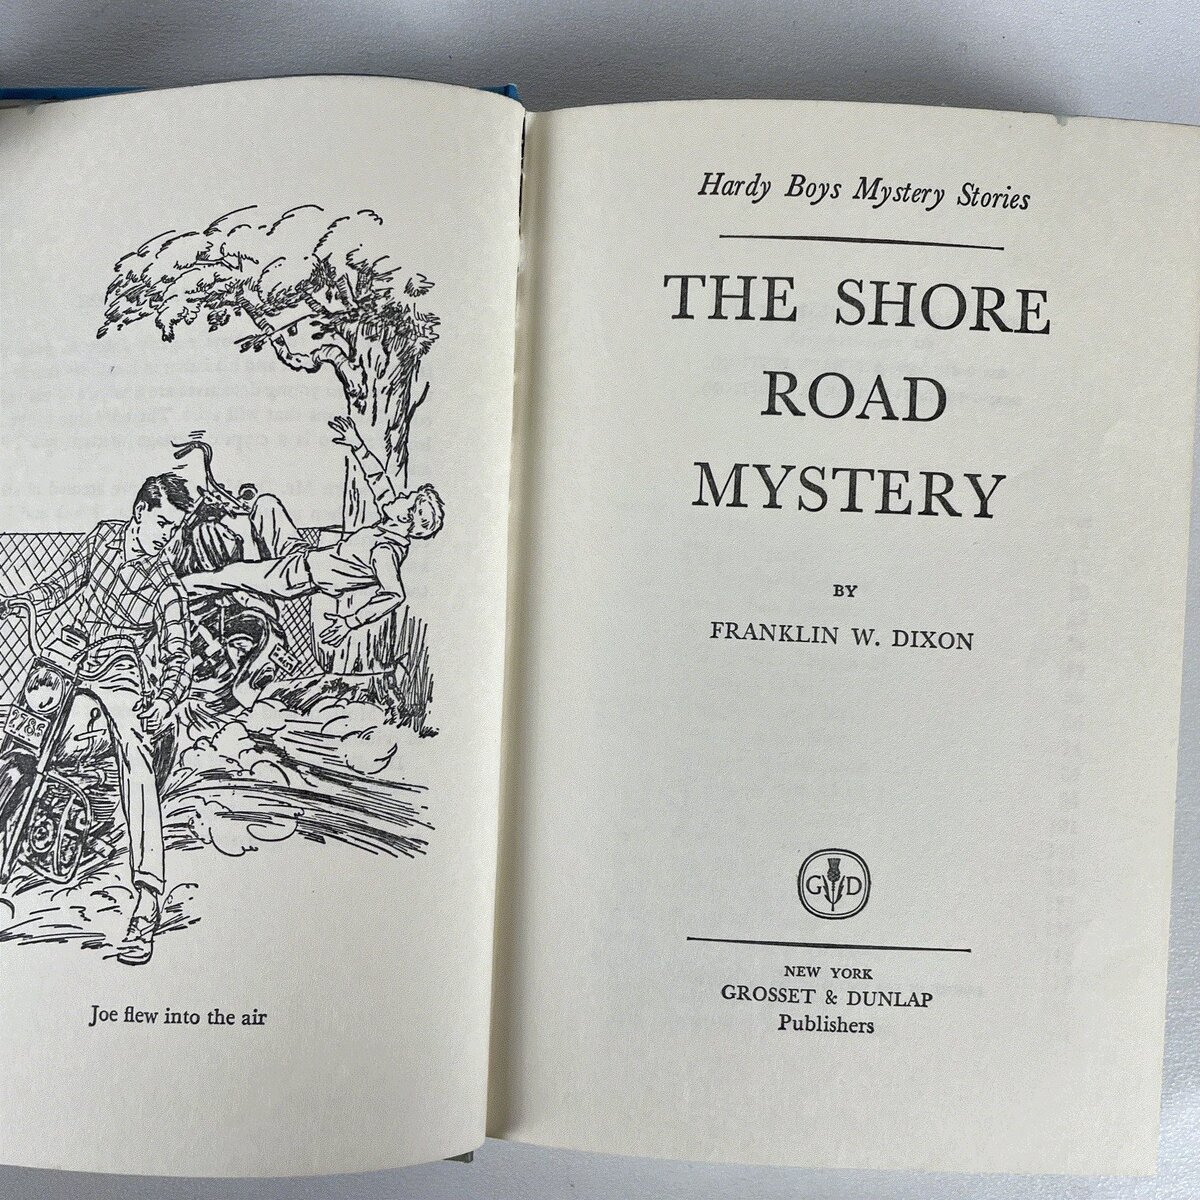 Joe flew into the air
Hardy Boys Mystery Stories
THE SHORE
ROAD
MYSTERY
BY
FRANKLIN W. DIXON
G D
NEW YORK
GROSSET & DUNLAP
Publishers